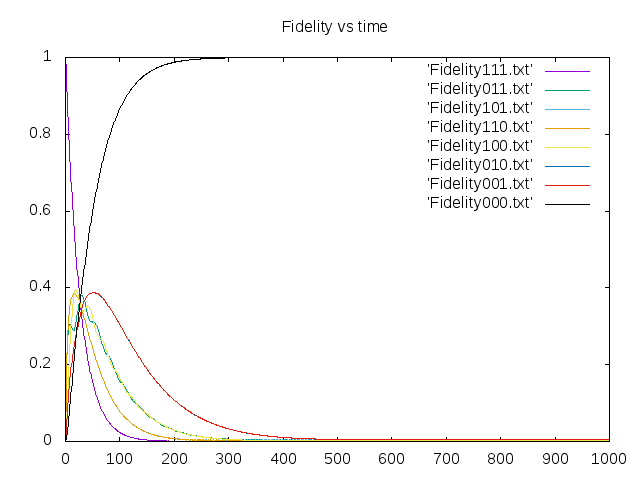 Fidelity vs time
1
0.8
0.6
0.4
0.2
0
'Fidelity111.txt'
'Fidelity011.txt'
'Fidelity101.txt'
'Fidelity110.txt'
'Fidelity100.txt'
'Fidelity010.txt'
'Fidelity001.txt'
'Fidelity000.txt'
0 100 200 300 400 500 600 700 800 900 1000